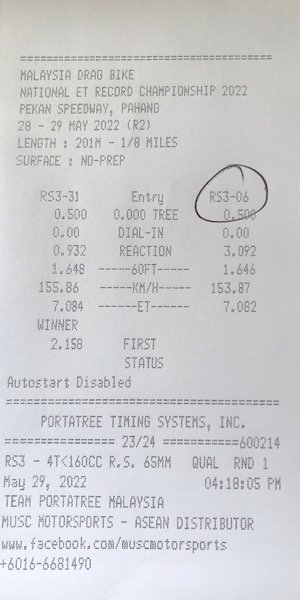 ========================================
MALAYSIA DRAG BIKE
NATIONAL ET RECORD CHAMPIONSHIP 2022
PEKAN SPEEDWAY, PAHANG
28 - 29 MAY 2022 (R2)
LENGTH : 201M - 1/8 MILES
SURFACE : NO-PREP
RS3-31 Entry RS3-06
0.500 0.000 TREE 0.500
0.00 DIAL-IN 0.00
0.932 REACTION 3.092
1.648 -----60FT------ 1.646
155.86 -----KM/H------ 153.87
7.084 ------ET------- 7.082
WINNER
2.158 FIRST
STATUS
Autostart Disabled
========================================
PORTATREE TIMING SYSTEMS, INC.
================ 23/24 ===========600214
RS3 - 4T<160CC R.S. 65MM QUAL RND 1
May 29, 2022 04:18:05 PM
TEAM PORTATREE MALAYSIA
MUSC MOTORSPORTS - ASEAN DISTRIBUTOR
www.facebook.com/muscmotorsports
+6016-6681490